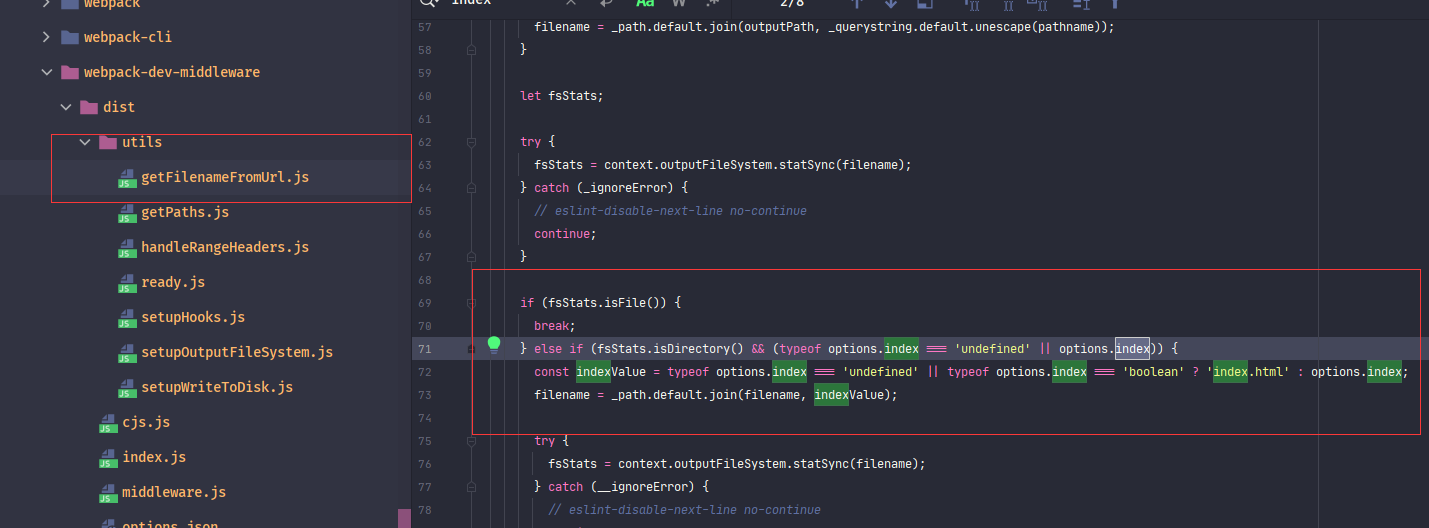 webpack
webpack-cli
webpack-dev-middleware
dist
utils
getFilenameFromUrl.js
getPaths.js
handleRangeHeaders.js
ready.js
setupHooks.js
setupOutputFileSystem.js
setupWriteToDisk.js
cjs.js
index.js
middleware.js
options.json
index
Aa
W
.*
2/8
57 filename = _path.default.join(outputPath, _querystring.default.unescape(pathname));
58 }
59
60 let fsStats;
61
62 try {
63 fsStats = context.outputFileSystem.statSync(filename);
64 } catch (_ignoreError) {
65 // eslint-disable-next-line no-continue
66 continue;
67 }
68
69 if (fsStats.isFile()) {
70 break;
71 } else if (fsStats.isDirectory() && (typeof options.index === 'undefined' || options.index)) {
72 const indexValue = typeof options.index === 'undefined' || typeof options.index === 'boolean' ? 'index.html' : options.index;
73 filename = _path.default.join(filename, indexValue);
74
75 try {
76 fsStats = context.outputFileSystem.statSync(filename);
77 } catch (__ignoreError) {
78 // eslint-disable-next-line no-continue